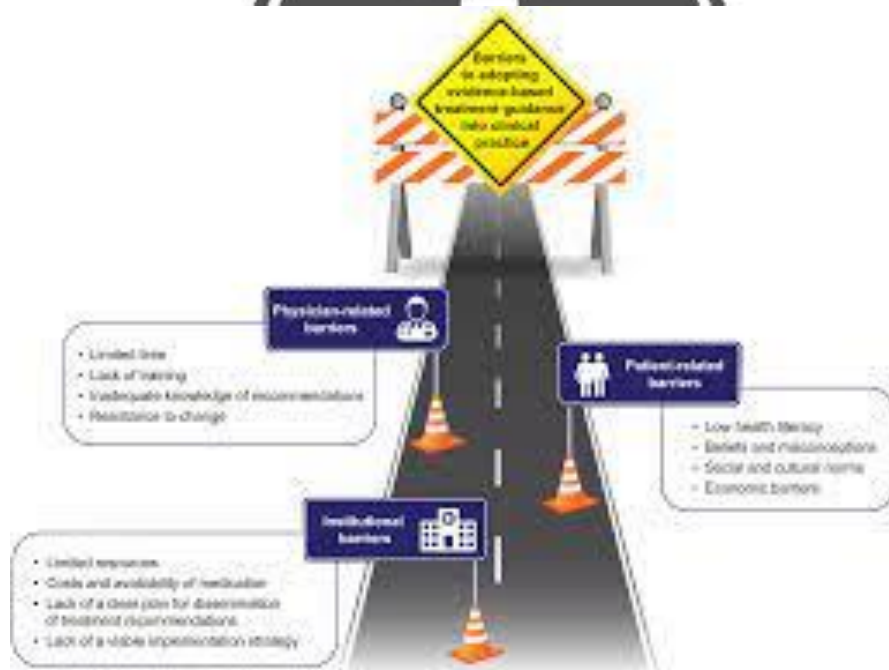 Barriers
to adopting
evidence-based
treatment guidance
into clinical
practice
Physician-related
barriers
• Limited time
• Lack of training
• Inadequate knowledge of recommendations
• Resistance to change
Patient-related
barriers
• Low health literacy
• Beliefs and misconceptions
• Social and cultural norms
• Economic barriers
Institutional
barriers
• Limited resources
• Costs and availability of medication
• Lack of a clear plan for dissemination
of treatment recommendations
• Lack of a viable implementation strategy